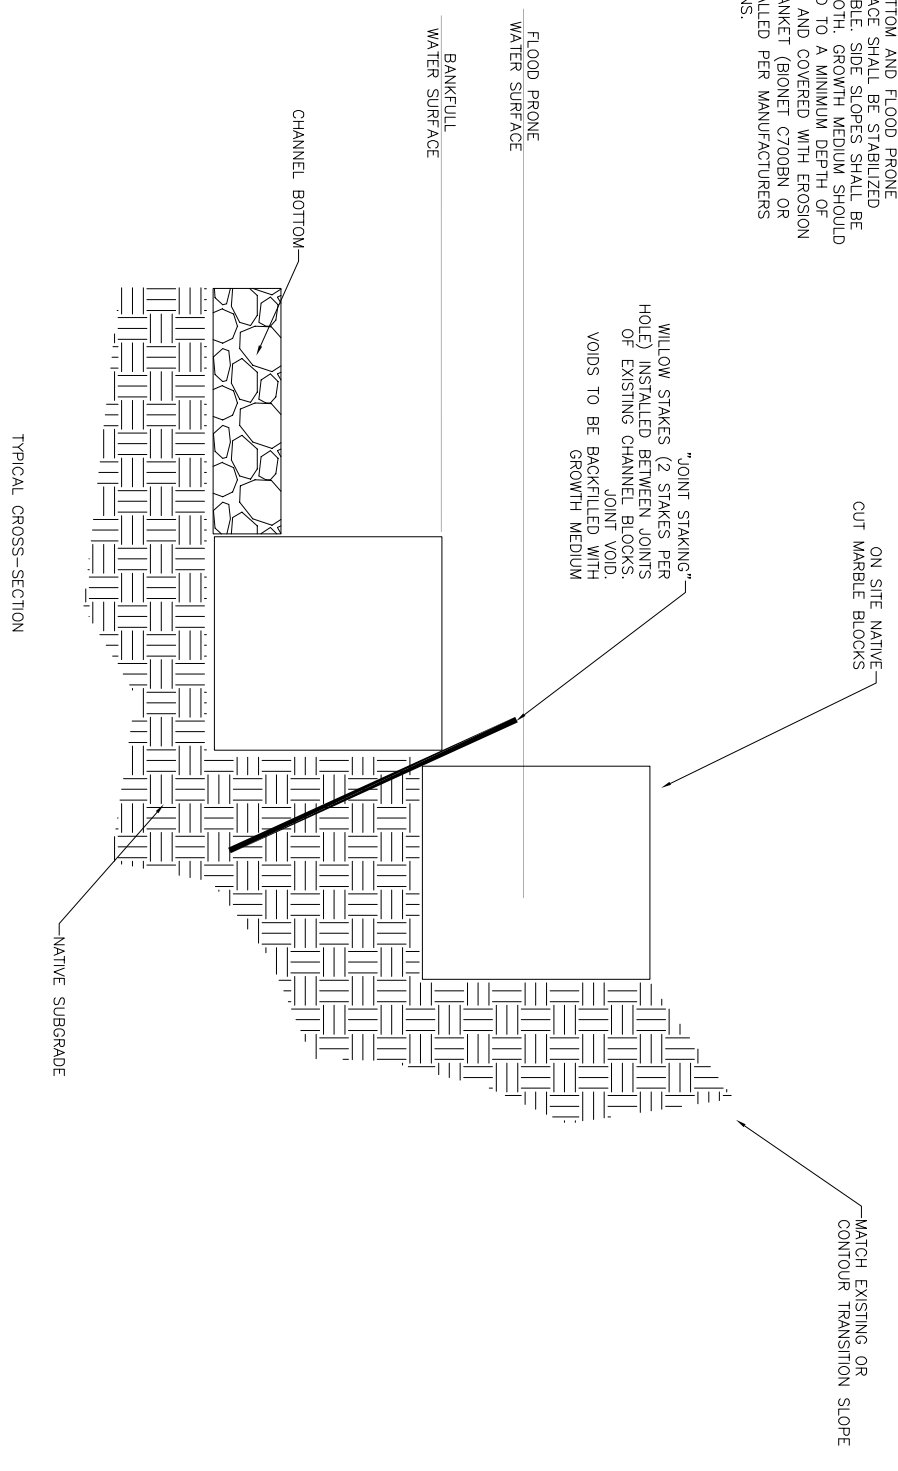 TTOM AND FLOOD PRONE
ACE SHALL BE STABILIZED
BLE. SIDE SLOPES SHALL BE
OTH. GROWTH MEDIUM SHOULD
D TO A MINIMUM DEPTH OF
AND COVERED WITH EROSION
ANKET (BIONET C700BN OR
ALLED PER MANUFACTURERS
NS.
ON SITE NATIVE
CUT MARBLE BLOCKS
MATCH EXISTING OR
CONTOUR TRANSITION SLOPE
"JOINT STAKING"
WILLOW STAKES (2 STAKES PER
HOLE) INSTALLED BETWEEN JOINTS
OF EXISTING CHANNEL BLOCKS.
JOINT VOID.
VOIDS TO BE BACKFILLED WITH
GROWTH MEDIUM
FLOOD PRONE
WATER SURFACE
BANKFULL
WATER SURFACE
CHANNEL BOTTOM
NATIVE SUBGRADE
TYPICAL CROSS-SECTION